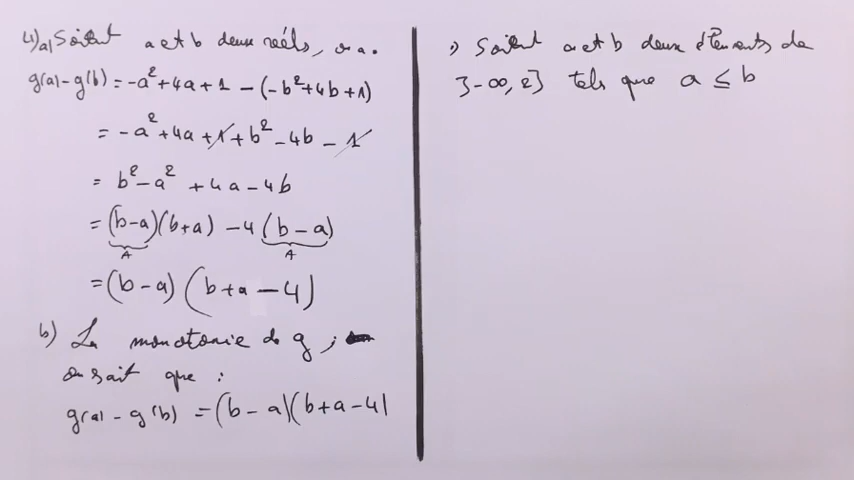 4) a) Soient a et b deux réels, on a.
g(a) - g(b) = -a² + 4a + 1 - (-b² + 4b + 1)
= -a² + 4a + 1 + b² - 4b - 1
= b² - a² + 4a - 4b
= (b-a)(b+a) - 4(b-a)
A A
= (b-a)(b+a-4)
b) La monotonie de g,
on sait que :
g(a) - g(b) = (b-a)(b+a-4)
Soient a et b deux éléments de
]-∞, 2] tels que a ≤ b